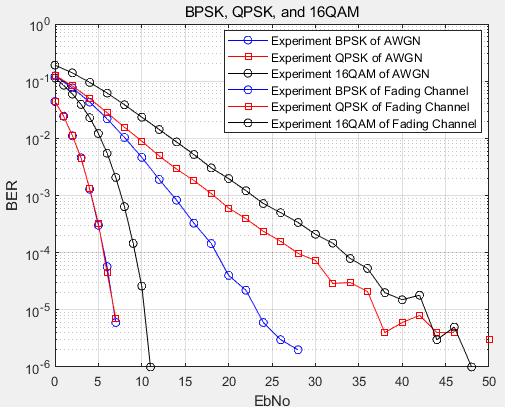 BPSK, QPSK, and 16QAM
Experiment BPSK of AWGN
Experiment QPSK of AWGN
Experiment 16QAM of AWGN
Experiment BPSK of Fading Channel
Experiment QPSK of Fading Channel
Experiment 16QAM of Fading Channel
BER
10^0
10^-1
10^-2
10^-3
10^-4
10^-5
10^-6
0 5 10 15 20 25 30 35 40 45 50
EbNo